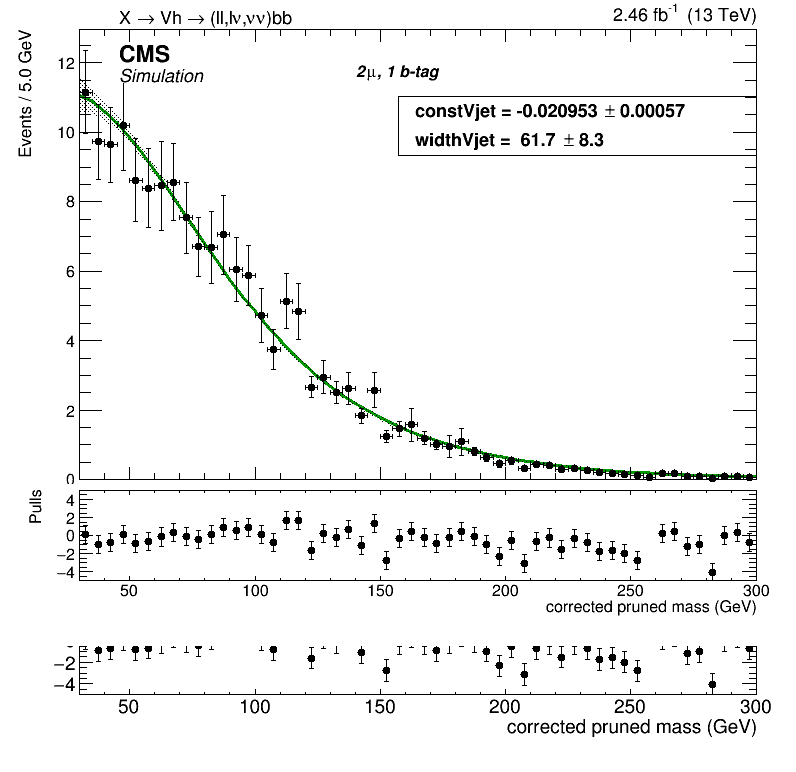 X → Vh → (ll,lν,νν)bb 2.46 fb-1 (13 TeV)
CMS
Simulation
2μ, 1 b-tag
constVjet = -0.020953 ± 0.00057
widthVjet = 61.7 ± 8.3
Events / 5.0 GeV
12
10
8
6
4
2
0
Pulls
4
2
0
−2
−4
50 100 150 200 250 300
corrected pruned mass (GeV)
−2
−4
50 100 150 200 250 300
corrected pruned mass (GeV)